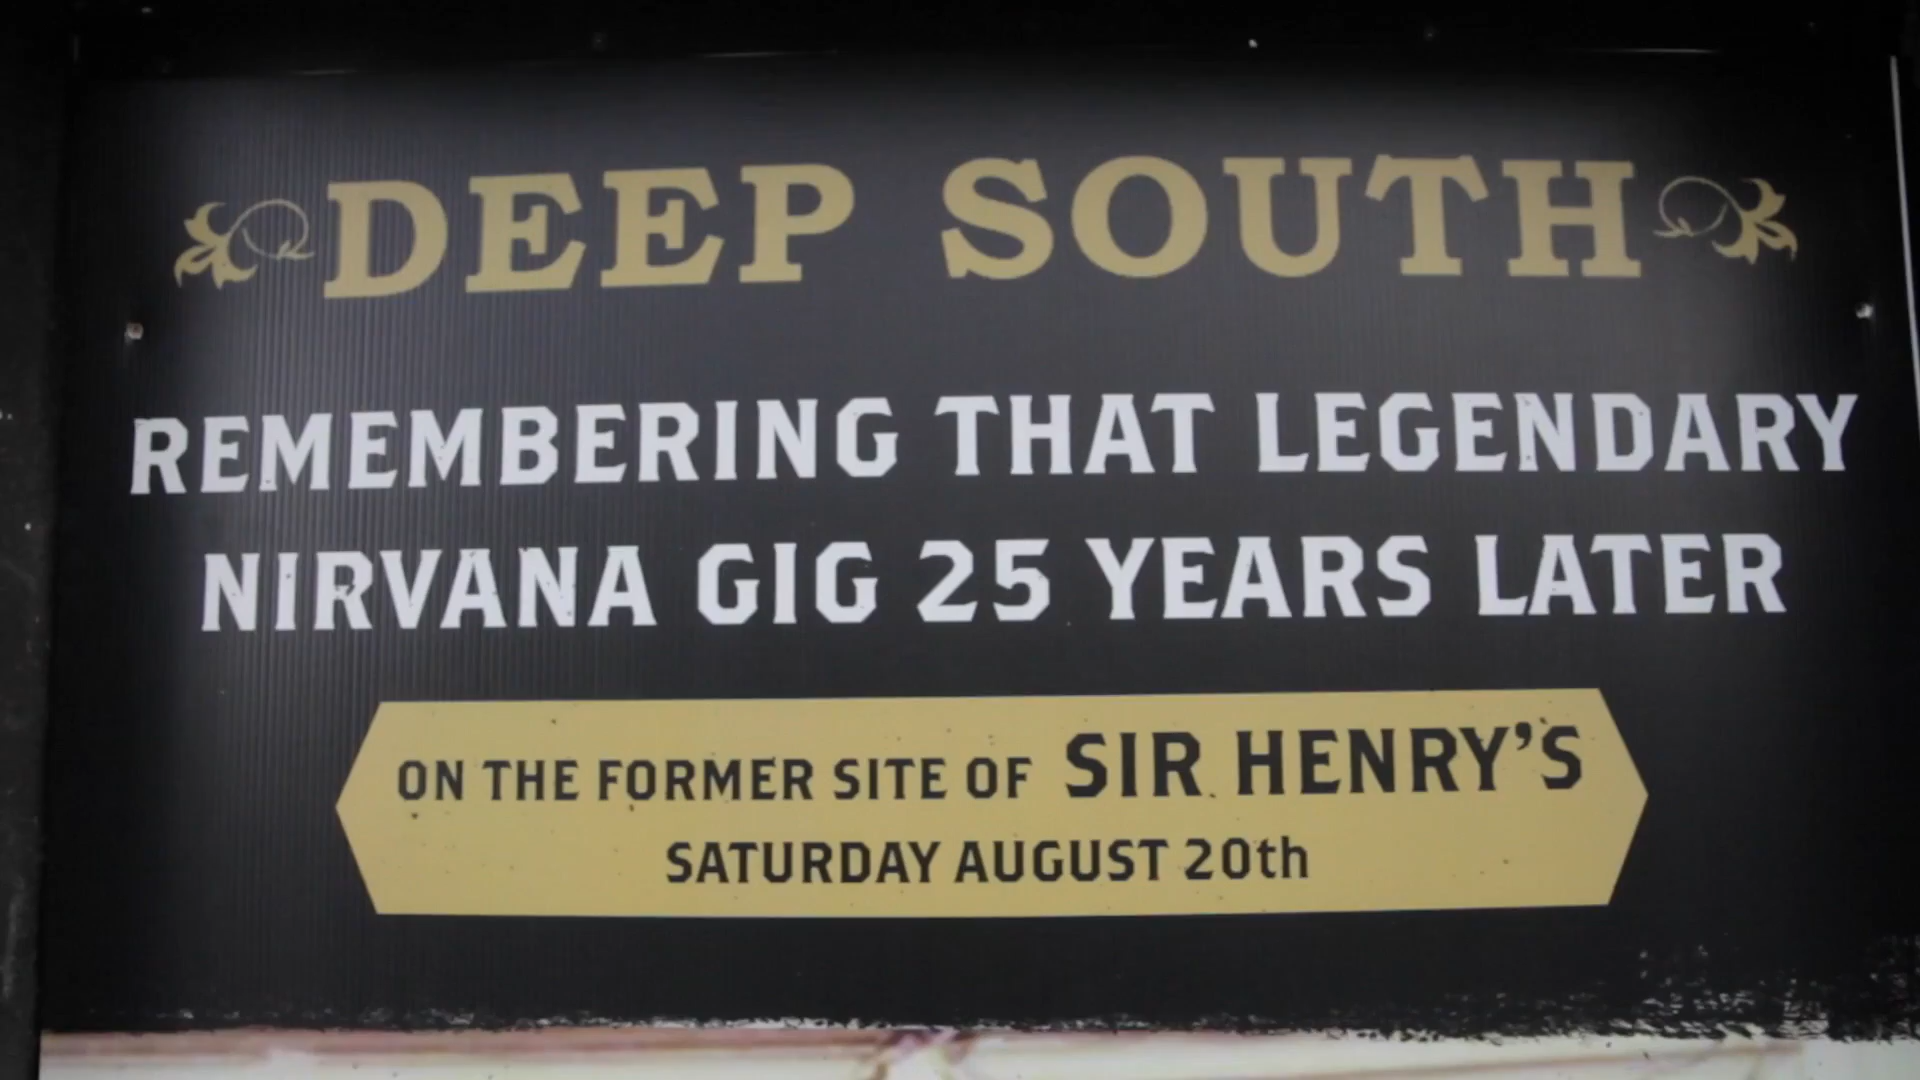 DEEP SOUTH
REMEMBERING THAT LEGENDARY
NIRVANA GIG 25 YEARS LATER
ON THE FORMER SITE OF SIR HENRY'S
SATURDAY AUGUST 20th